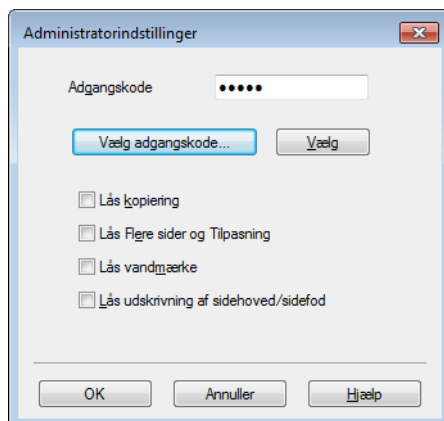 Administratorindstillinger
Adgangskode •••••
Vælg adgangskode... Vælg
Lås kopiering
Lås Flere sider og Tilpasning
Lås vandmærke
Lås udskrivning af sidehoved/sidefod
OK Annuller Hjælp